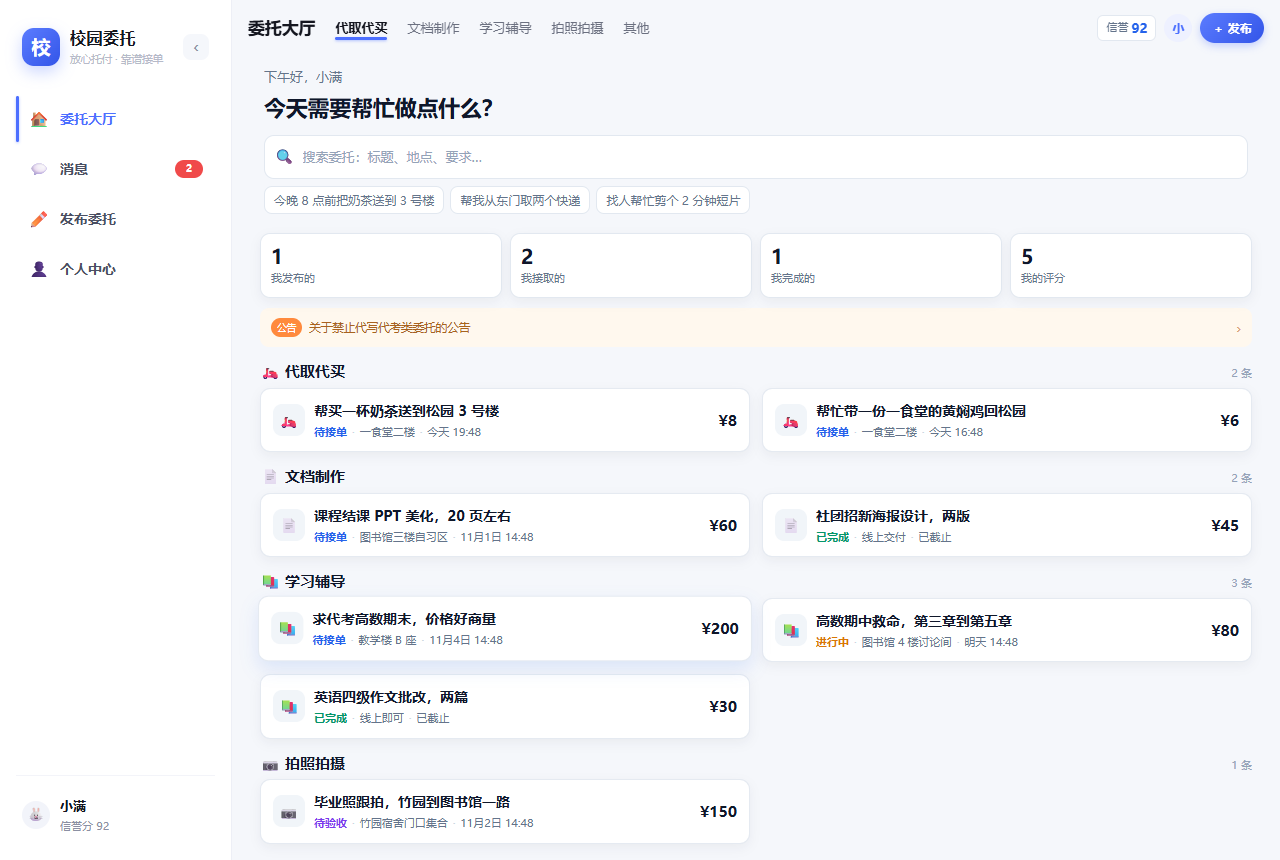 校
校园委托
放心托付 · 靠谱接单
‹
委托大厅
消息
2
发布委托
个人中心
小满
信誉分 92
委托大厅
代取代买
文档制作
学习辅导
拍照拍摄
其他
信誉 92
小
+ 发布
下午好，小满
今天需要帮忙做点什么？
搜索委托：标题、地点、要求...
今晚 8 点前把奶茶送到 3 号楼
帮我从东门取两个快递
找人帮忙剪个 2 分钟短片
1
我发布的
2
我接取的
1
我完成的
5
我的评分
公告
关于禁止代写代考类委托的公告
›
代取代买
2 条
帮买一杯奶茶送到松园 3 号楼
待接单 · 一食堂二楼 · 今天 19:48
¥8
帮忙带一份一食堂的黄焖鸡回松园
待接单 · 一食堂二楼 · 今天 16:48
¥6
文档制作
2 条
课程结课 PPT 美化，20 页左右
待接单 · 图书馆三楼自习区 · 11月1日 14:48
¥60
社团招新海报设计，两版
已完成 · 线上交付 · 已截止
¥45
学习辅导
3 条
求代考高数期末，价格好商量
待接单 · 教学楼 B 座 · 11月4日 14:48
¥200
高数期中救命，第三章到第五章
进行中 · 图书馆 4 楼讨论间 · 明天 14:48
¥80
英语四级作文批改，两篇
已完成 · 线上即可 · 已截止
¥30
拍照拍摄
1 条
毕业照跟拍，竹园到图书馆一路
待验收 · 竹园宿舍门口集合 · 11月2日 14:48
¥150